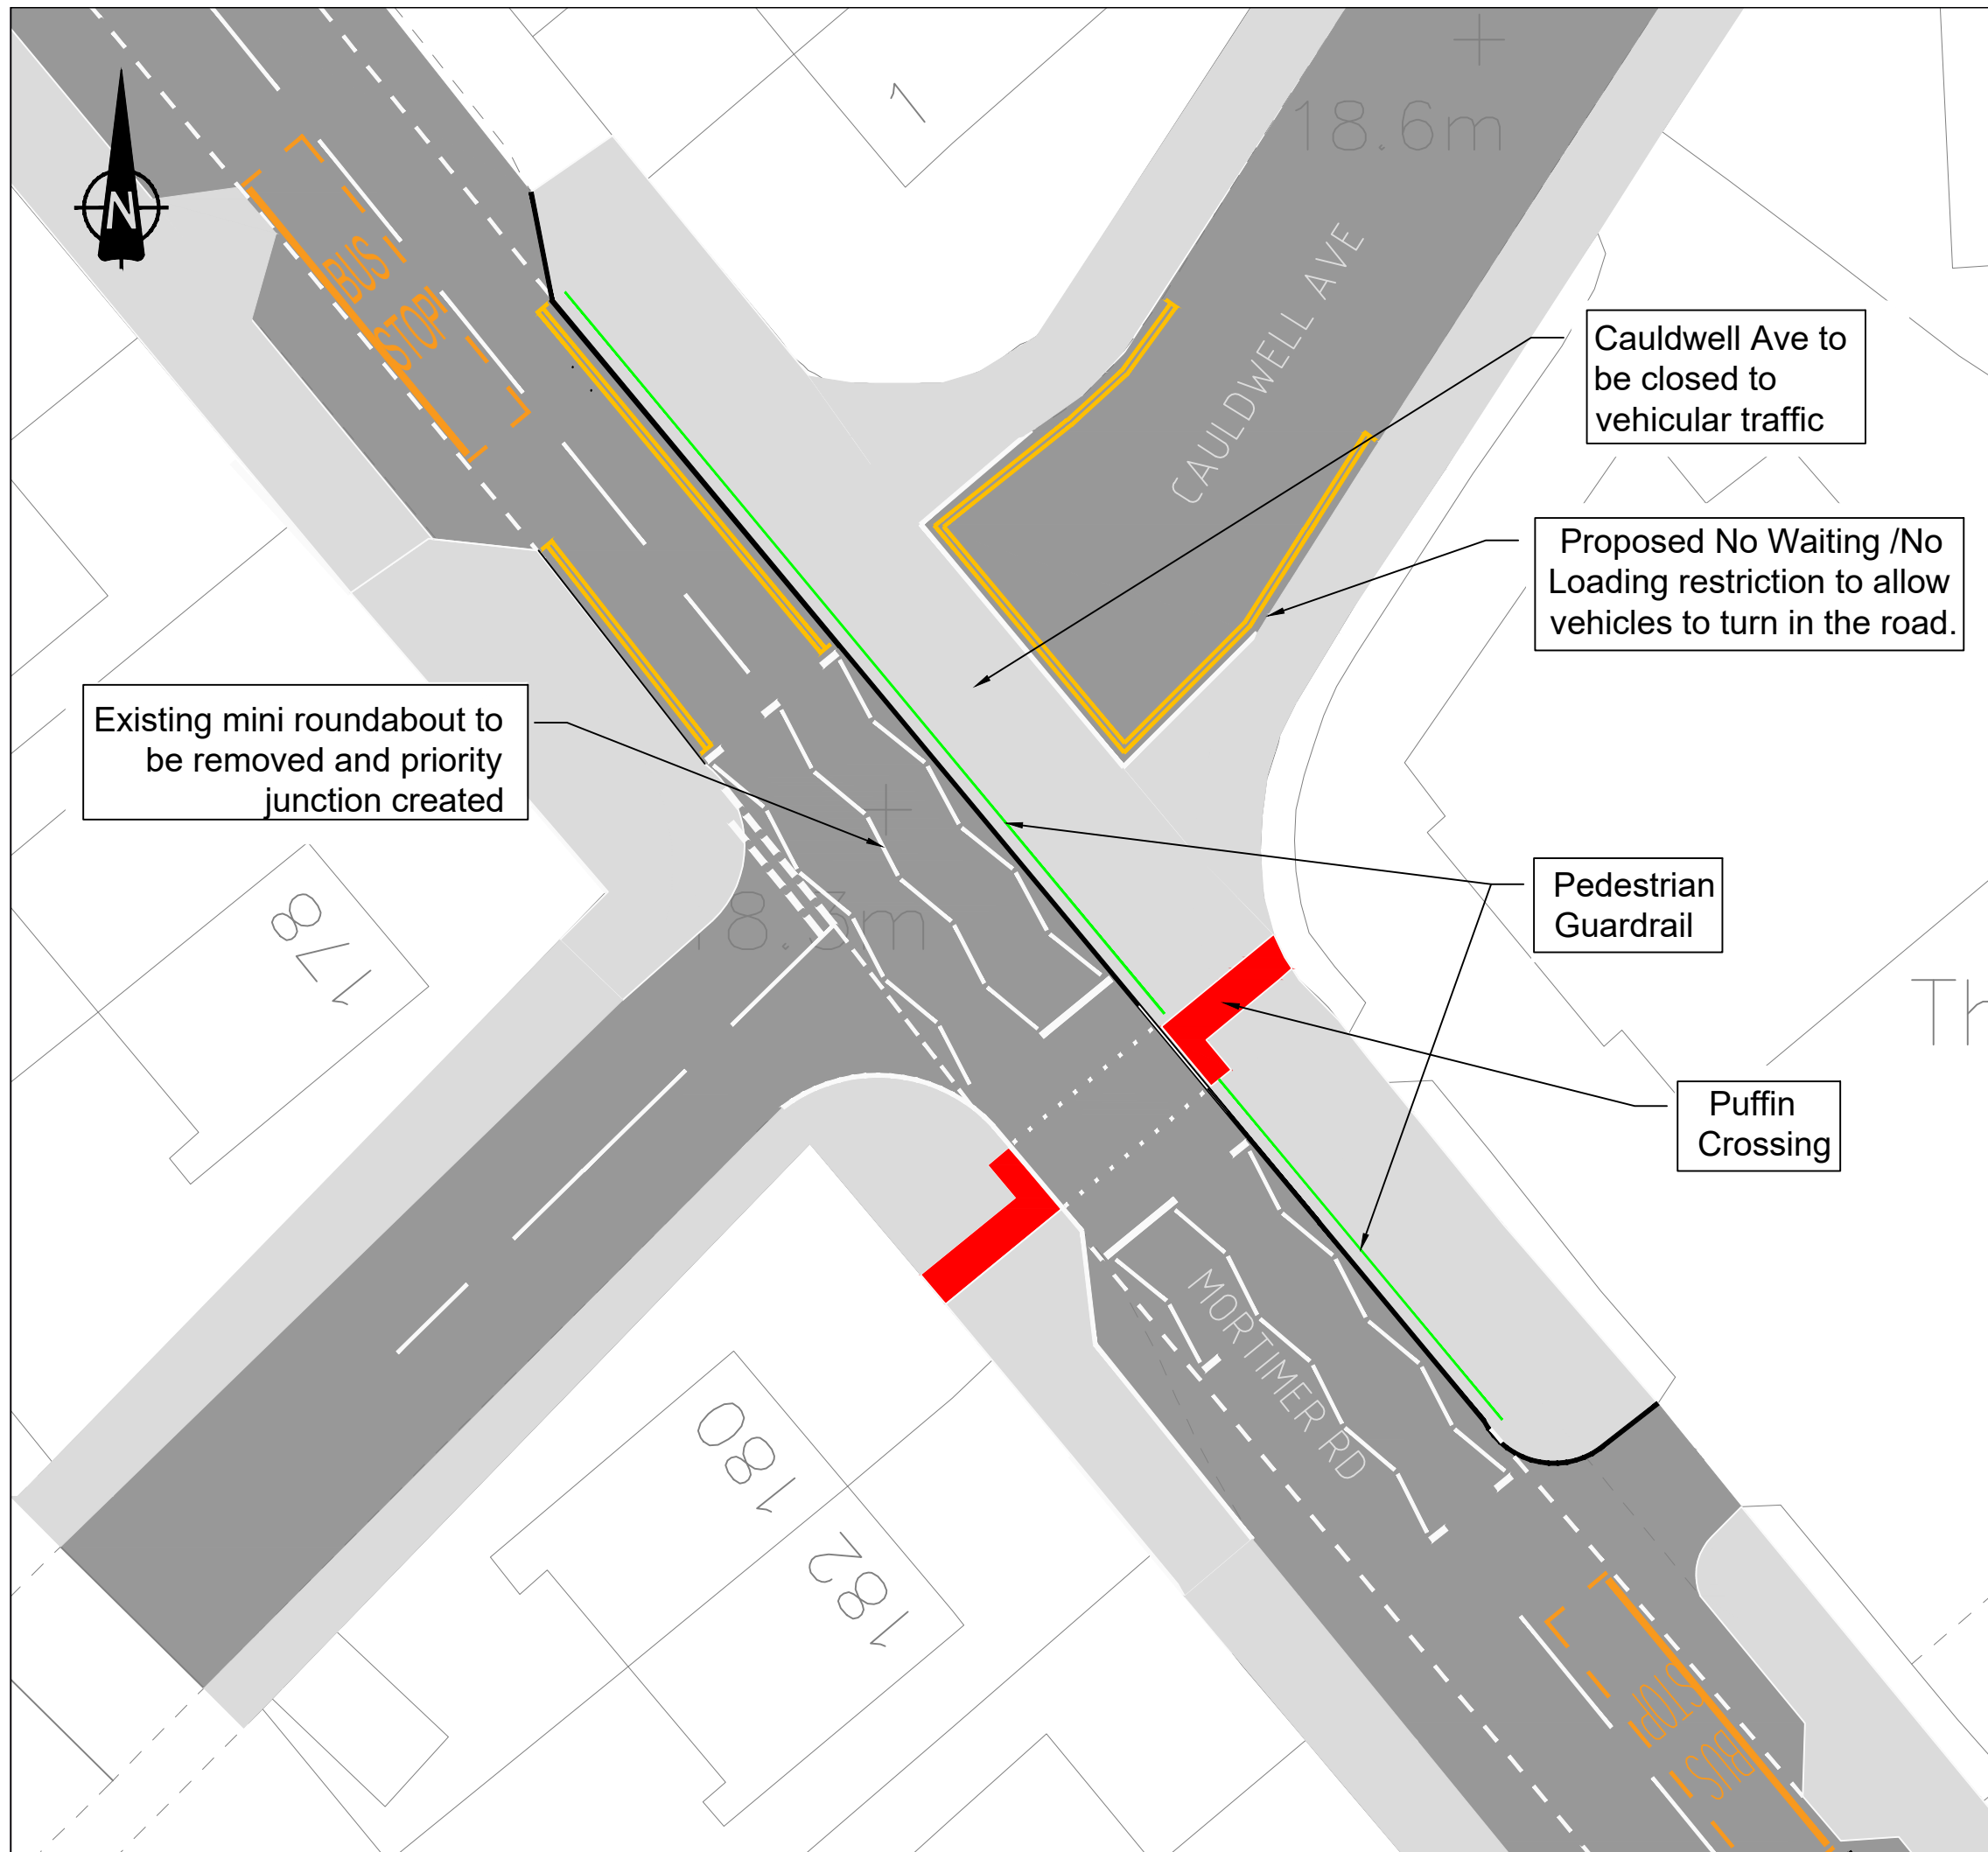 N
1
18.6m
BUS
STOP
CAULDWELL AVE
Cauldwell Ave to
be closed to
vehicular traffic
Proposed No Waiting /No
Loading restriction to allow
vehicles to turn in the road.
Existing mini roundabout to
be removed and priority
junction created
178
18.3m
Pedestrian
Guardrail
Th
Puffin
Crossing
MORTIMER RD
180
182
BUS
STOP